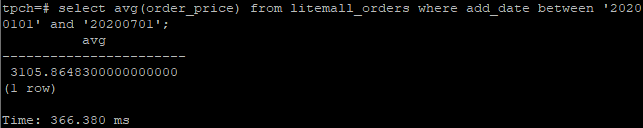 tpch=# select avg(order_price) from litemall_orders where add_date between '2020
0101' and '20200701';
avg
-----------------------
3105.8648300000000000
(1 row)
Time: 366.380 ms